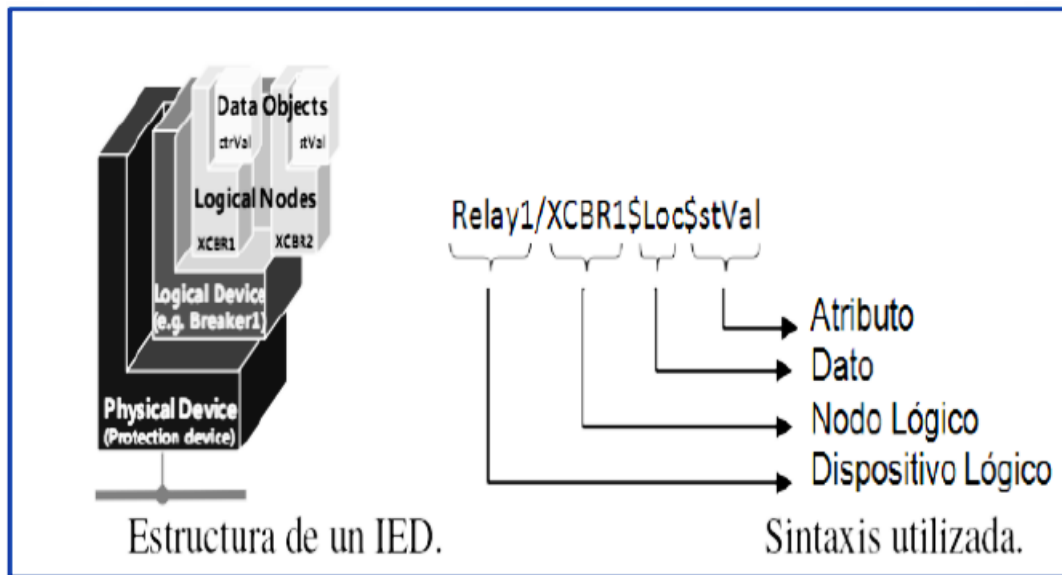 Data Objects
ctrVal stVal
Logical Nodes
XCBR1 XCBR2
Logical Device
(e.g. Breaker1)
Physical Device
(Protection device)
Estructura de un IED.
Relay1/XCBR1$Loc$stVal
Atributo
Dato
Nodo Lógico
Dispositivo Lógico
Sintaxis utilizada.